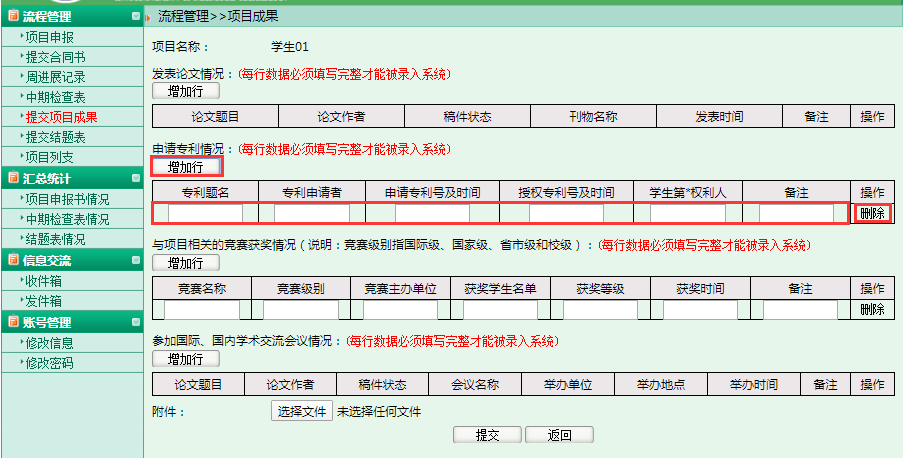 流程管理
项目申报
提交合同书
周进展记录
中期检查表
提交项目成果
提交结题表
项目列支
汇总统计
项目申报书情况
中期检查表情况
结题表情况
信息交流
收件箱
发件箱
账号管理
修改信息
修改密码
流程管理>>项目成果
项目名称： 学生01
发表论文情况：(每行数据必须填写完整才能被录入系统)
增加行
论文题目 论文作者 稿件状态 刊物名称 发表时间 备注 操作
申请专利情况：(每行数据必须填写完整才能被录入系统)
增加行
专利题名 专利申请者 申请专利号及时间 授权专利号及时间 学生第*权利人 备注 操作
删除
与项目相关的竞赛获奖情况（说明：竞赛级别指国际级、国家级、省市级和校级）：(每行数据必须填写完整才能被录入系统)
增加行
竞赛名称 竞赛级别 竞赛主办单位 获奖学生名单 获奖等级 获奖时间 备注 操作
删除
参加国际、国内学术交流会议情况：(每行数据必须填写完整才能被录入系统)
增加行
论文题目 论文作者 稿件状态 会议名称 举办单位 举办地点 举办时间 备注 操作
附件： 选择文件 未选择任何文件
提交 返回